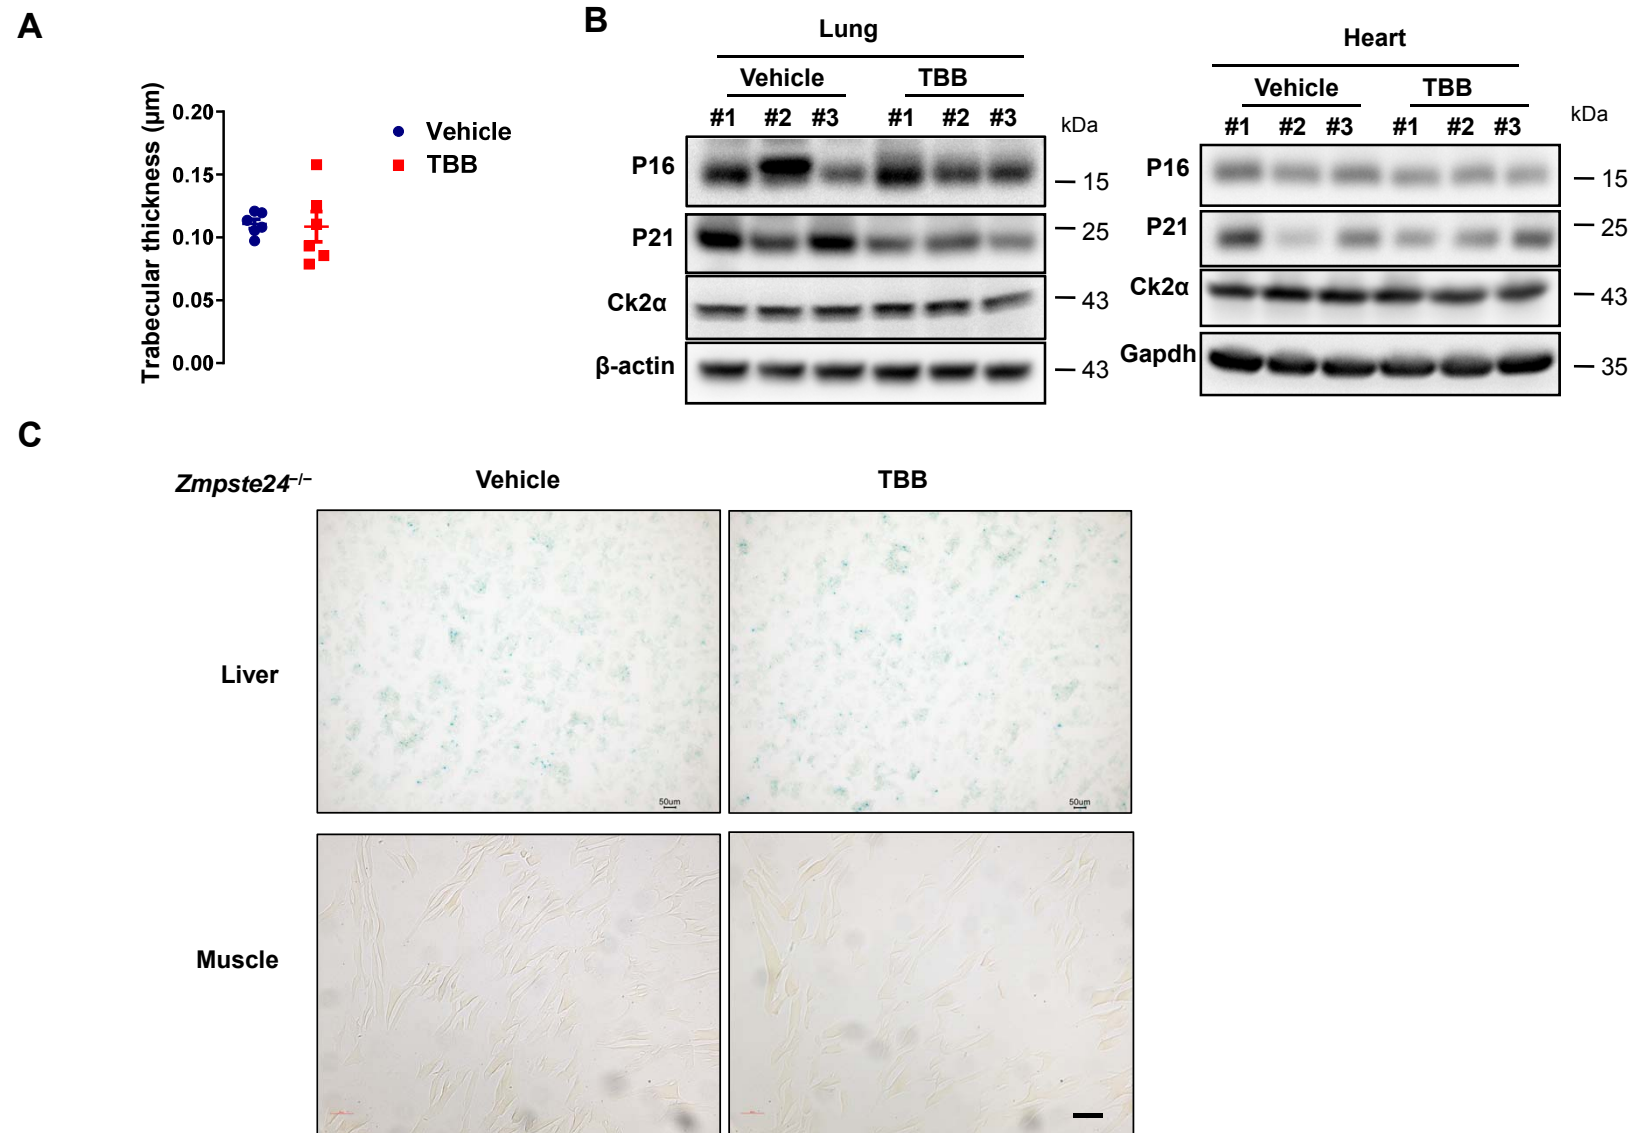 A
Trabecular thickness (μm)
0.20
0.15
0.10
0.05
0.00
Vehicle
TBB
B
Lung
Vehicle TBB
#1 #2 #3 #1 #2 #3
kDa
P16
15
P21
25
Ck2α
43
β-actin
43
Heart
Vehicle TBB
#1 #2 #3 #1 #2 #3
kDa
P16
15
P21
25
Ck2α
43
Gapdh
35
C
Zmpste24–/–
Vehicle TBB
Liver
50um 50um
Muscle